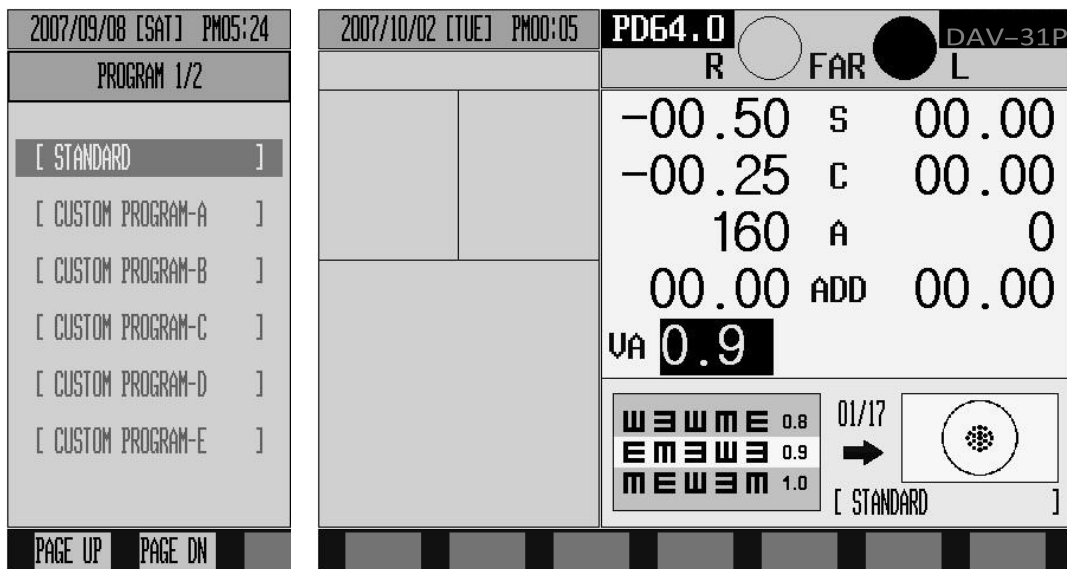 2007/09/08 [SAT] PM05:24
PROGRAM 1/2
[ STANDARD ]
[ CUSTOM PROGRAM-A ]
[ CUSTOM PROGRAM-B ]
[ CUSTOM PROGRAM-C ]
[ CUSTOM PROGRAM-D ]
[ CUSTOM PROGRAM-E ]
PAGE UP PAGE DN
2007/10/02 [TUE] PM00:05
PD64.0 DAV-31P
R FAR L
-00.50 S 00.00
-00.25 C 00.00
160 A 0
00.00 ADD 00.00
VA 0.9
Ш Ǝ Ш m E 0.8
E m Ǝ Ш Ǝ 0.9
m E Ш Ǝ m 1.0
01/17
[ STANDARD ]